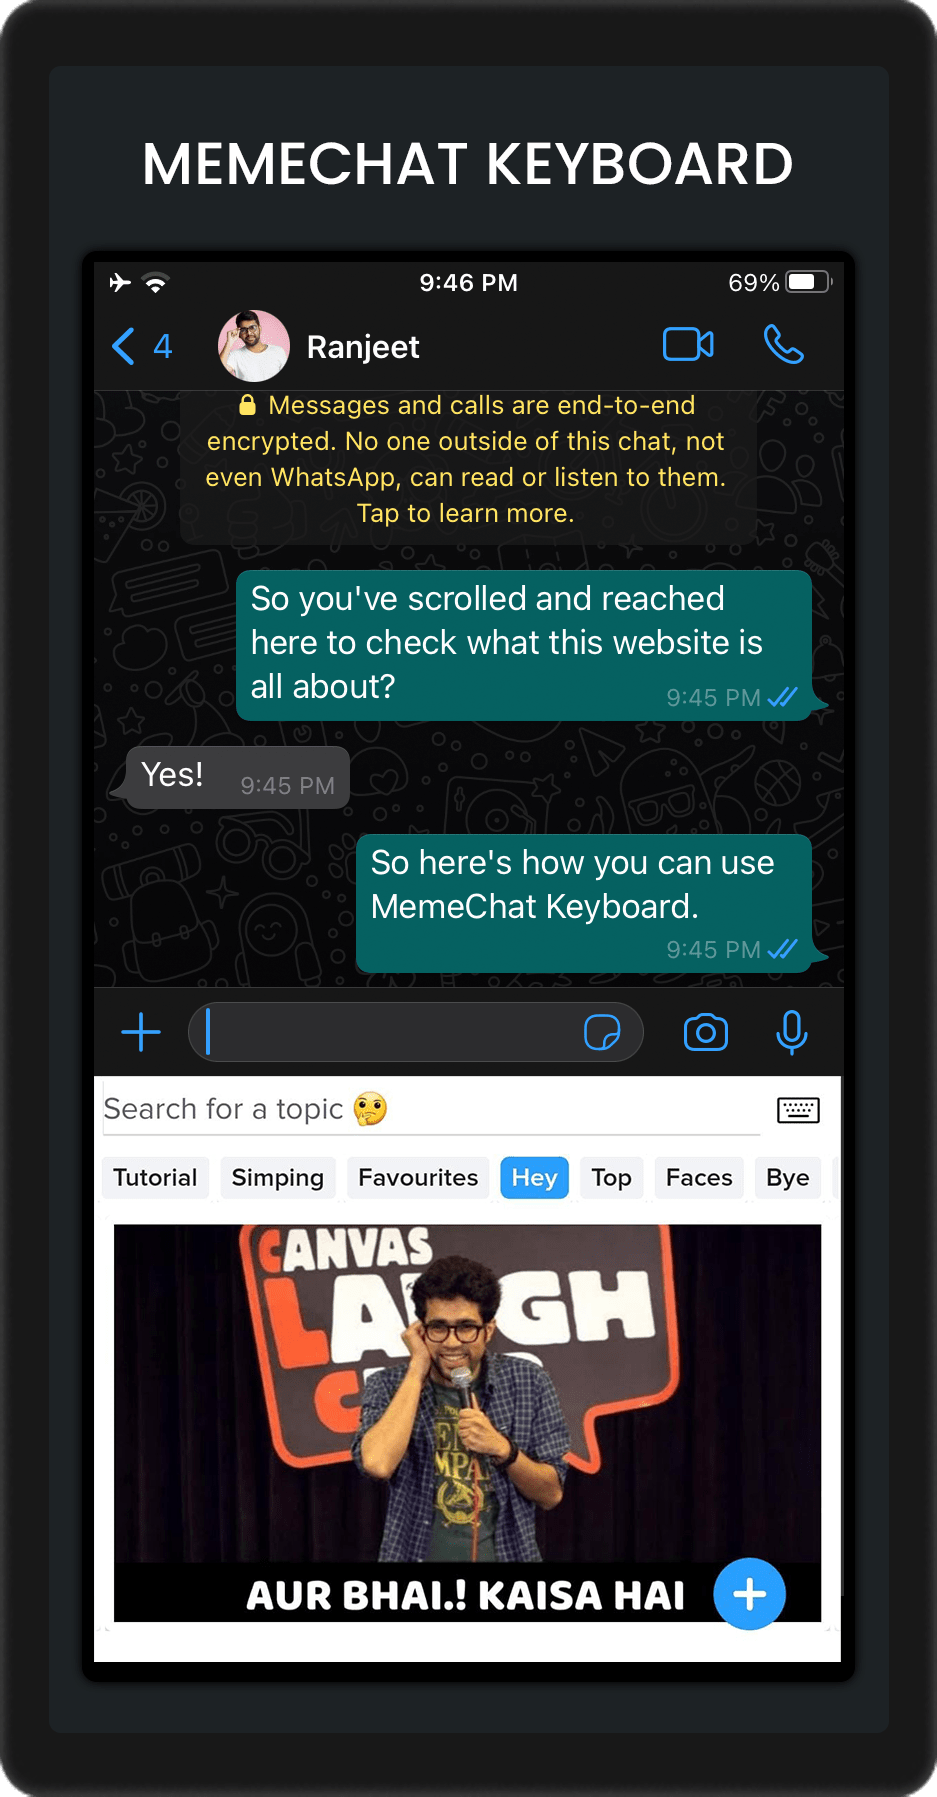 MEMECHAT KEYBOARD
9:46 PM
69%
4
Ranjeet
Messages and calls are end-to-end
encrypted. No one outside of this chat, not
even WhatsApp, can read or listen to them.
Tap to learn more.
So you've scrolled and reached
here to check what this website is
all about?
9:45 PM
Yes!
9:45 PM
So here's how you can use
MemeChat Keyboard.
9:45 PM
Search for a topic 🤔
Tutorial Simping Favourites Hey Top Faces Bye
CANVAS
LAUGH
AUR BHAI.! KAISA HAI